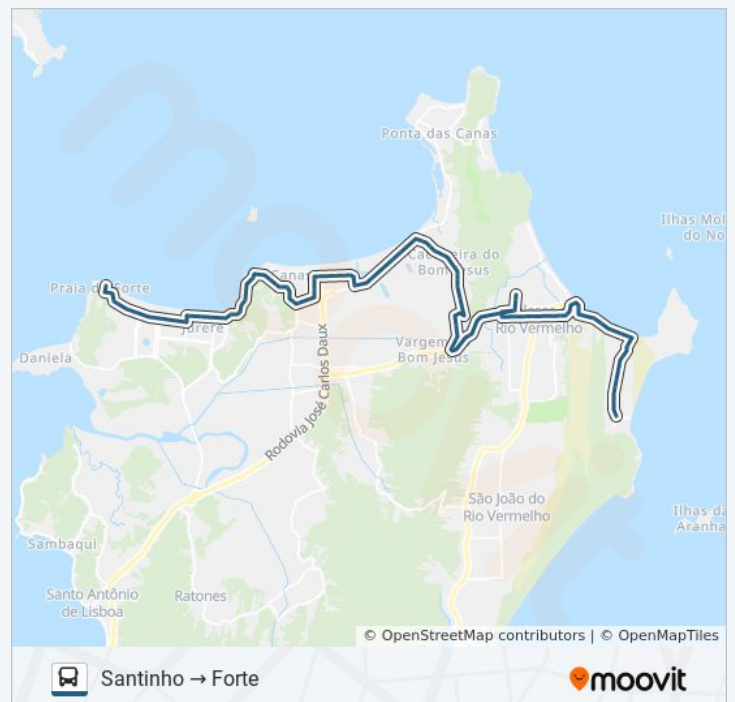 Ponta das Canas
Ilhas Mol
do No
Cac
eira do
Bom Jesus
Canas
Praia d
Forte
Jurerê
Rio Vermelho
Daniela
Vargem
Bom Jesus
Rodovia José Carlos Daux
São João do
Rio Vermelho
Ilhas da
Aranha
Sambaqui
Santo Antônio
de Lisboa
Ratones
© OpenStreetMap contributors | © OpenMapTiles
Santinho → Forte
moovit